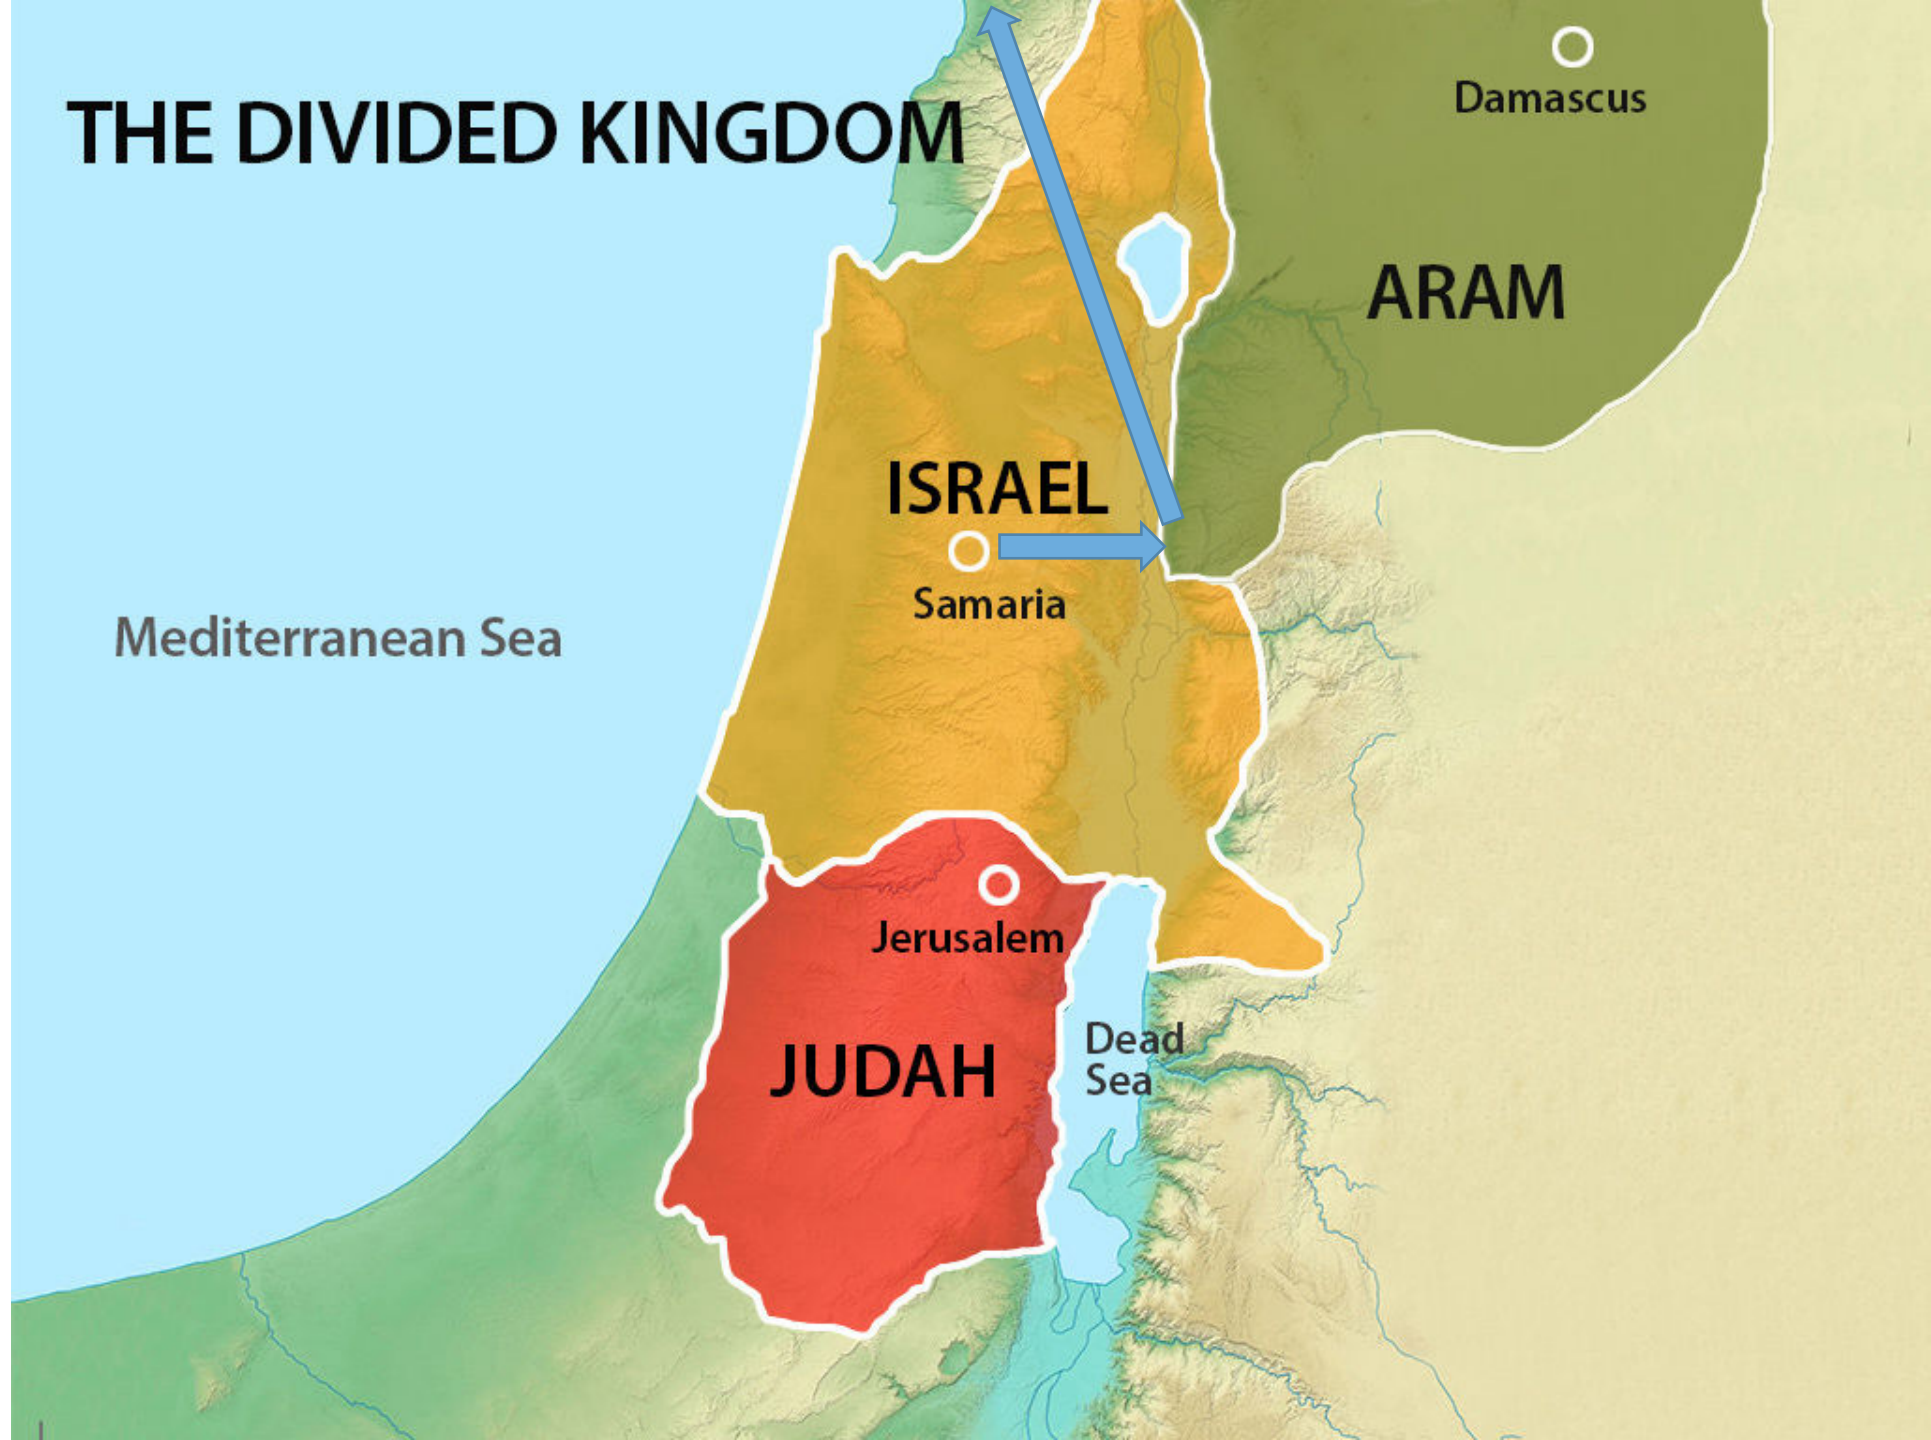 THE DIVIDED KINGDOM
Damascus
ARAM
ISRAEL
Samaria
Mediterranean Sea
Jerusalem
JUDAH
Dead
Sea